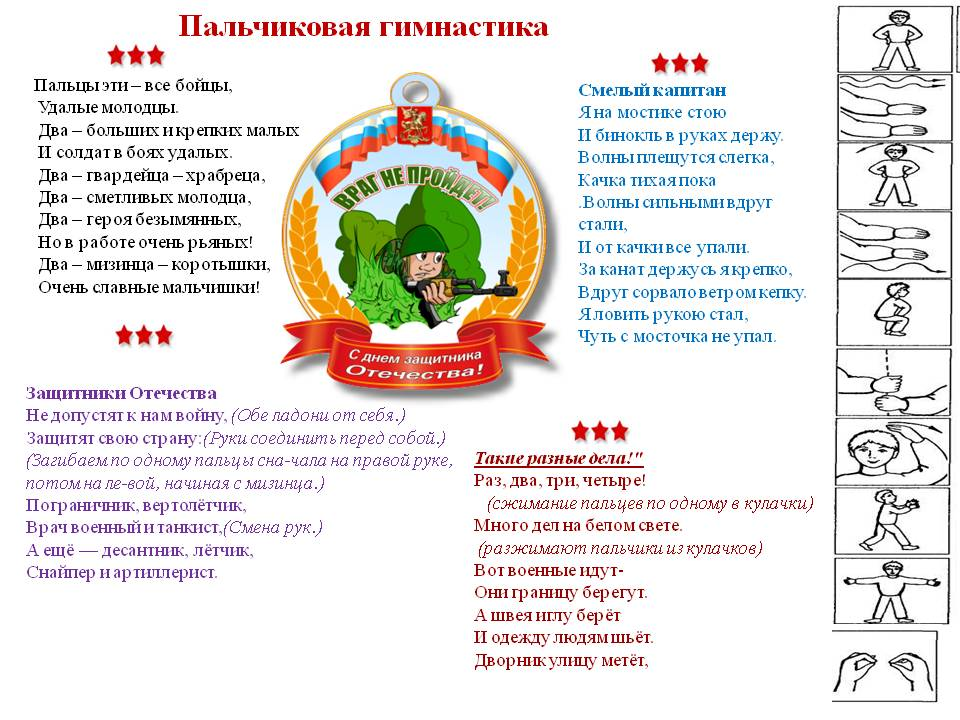 Пальчиковая гимнастика
Пальцы эти – все бойцы,
Удалые молодцы.
Два – больших и крепких малых
И солдат в боях удалых.
Два – гвардейца – храбреца,
Два – сметливых молодца,
Два – героя безымянных,
Но в работе очень рьяных!
Два – мизинца – коротышки,
Очень славные мальчишки!
ВРАГ НЕ ПРОЙДЕТ!
С днем защитника
Отечества!
Смелый капитан
Я на мостике стою
И бинокль в руках держу.
Волны плещутся слегка,
Качка тихая пока
.Волны сильными вдруг
стали,
И от качки все упали.
За канат держусь я крепко,
Вдруг сорвало ветром кепку.
Я ловить рукою стал,
Чуть с мосточка не упал.
Защитники Отечества
Не допустят к нам войну, (Обе ладони от себя.)
Защитят свою страну:(Руки соединить перед собой.)
(Загибаем по одному пальцы сна-чала на правой руке,
потом на ле-вой, начиная с мизинца.)
Пограничник, вертолётчик,
Врач военный и танкист,(Смена рук.)
А ещё — десантник, лётчик,
Снайпер и артиллерист.
Такие разные дела!"
Раз, два, три, четыре!
(сжимание пальцев по одному в кулачки)
Много дел на белом свете.
(разжимают пальчики из кулачков)
Вот военные идут-
Они границу берегут.
А швея иглу берёт
И одежду людям шьёт.
Дворник улицу метёт,